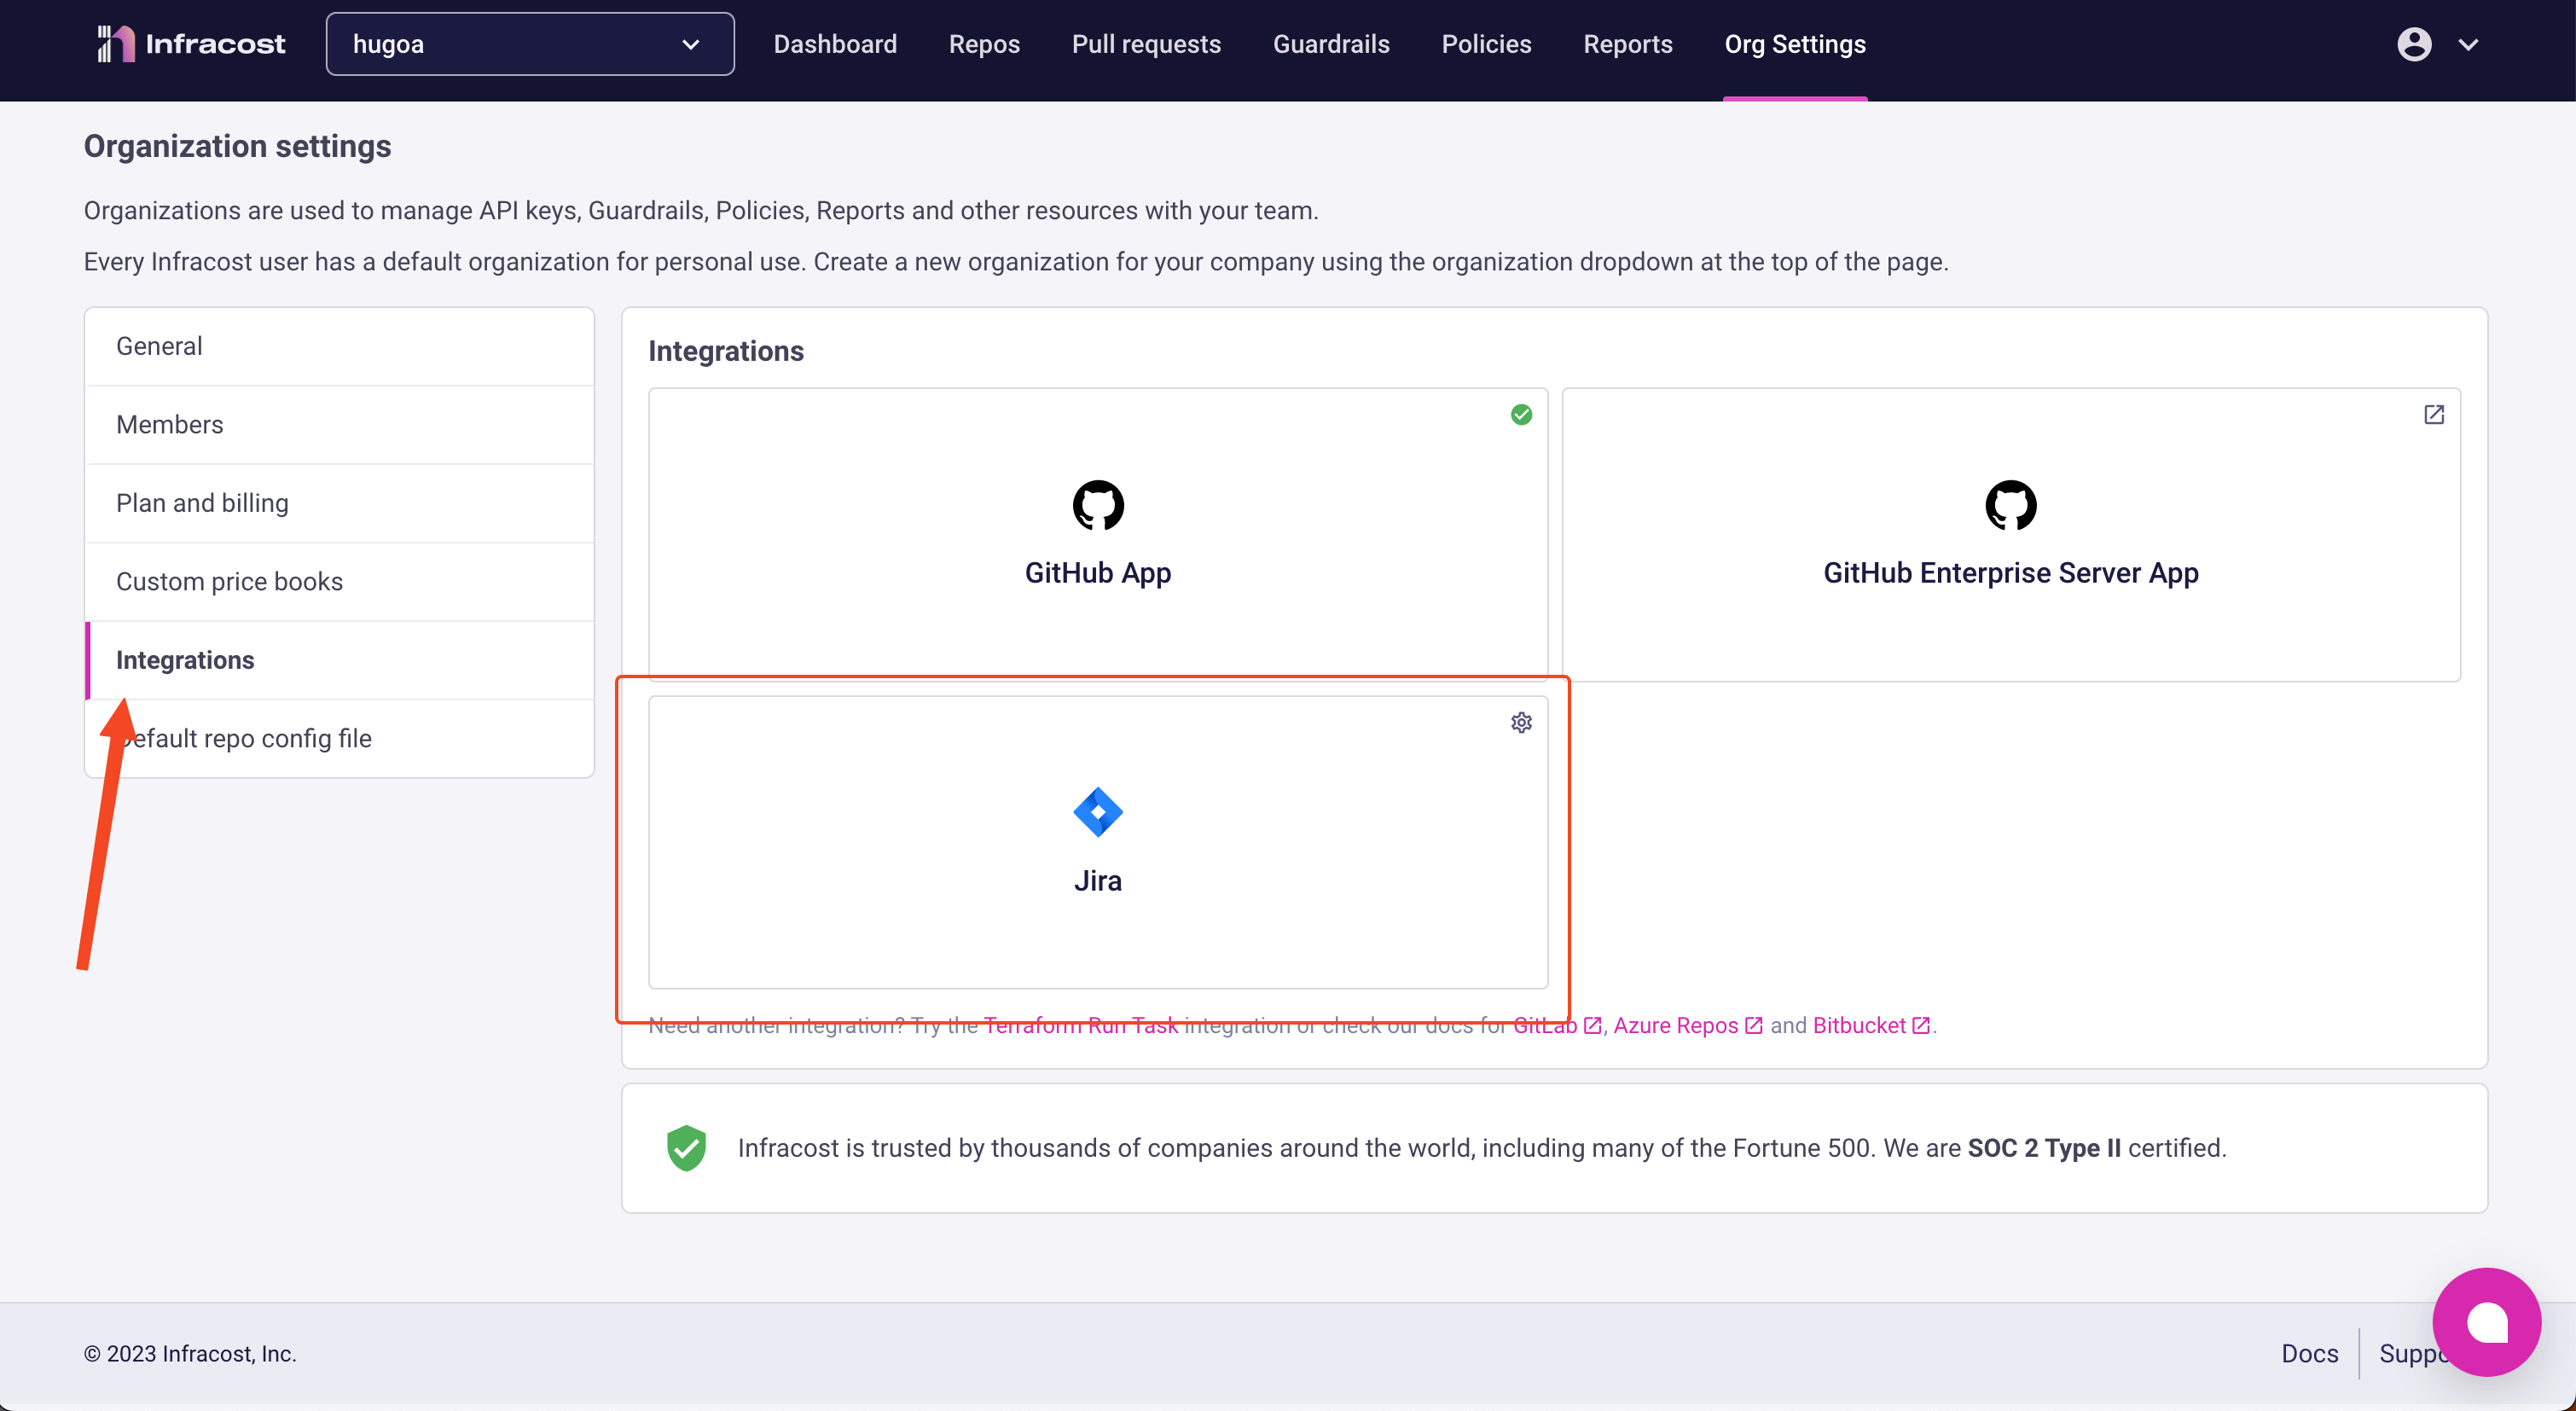 Infracost
hugoa
Dashboard
Repos
Pull requests
Guardrails
Policies
Reports
Org Settings
Organization settings
Organizations are used to manage API keys, Guardrails, Policies, Reports and other resources with your team.
Every Infracost user has a default organization for personal use. Create a new organization for your company using the organization dropdown at the top of the page.
General
Members
Plan and billing
Custom price books
Integrations
Default repo config file
Integrations
GitHub App
GitHub Enterprise Server App
Jira
Need another integration? Try the Terraform Run Task integration or check our docs for GitLab, Azure Repos and Bitbucket.
Infracost is trusted by thousands of companies around the world, including many of the Fortune 500. We are SOC 2 Type II certified.
© 2023 Infracost, Inc.
Docs